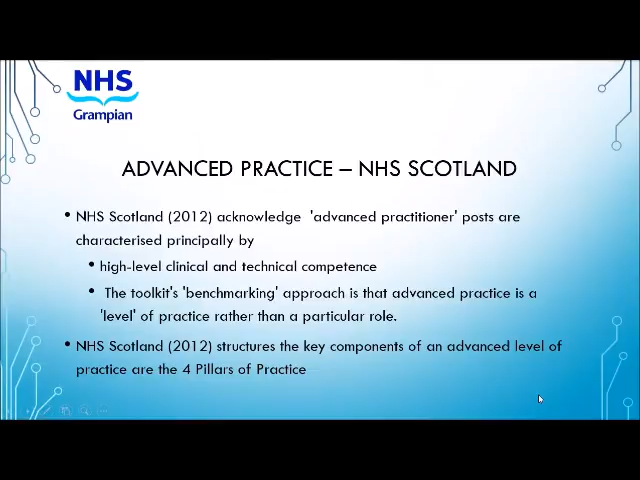 NHS
Grampian
ADVANCED PRACTICE – NHS SCOTLAND
• NHS Scotland (2012) acknowledge 'advanced practitioner' posts are
characterised principally by
• high-level clinical and technical competence
• The toolkit's 'benchmarking' approach is that advanced practice is a
'level' of practice rather than a particular role.
• NHS Scotland (2012) structures the key components of an advanced level of
practice are the 4 Pillars of Practice